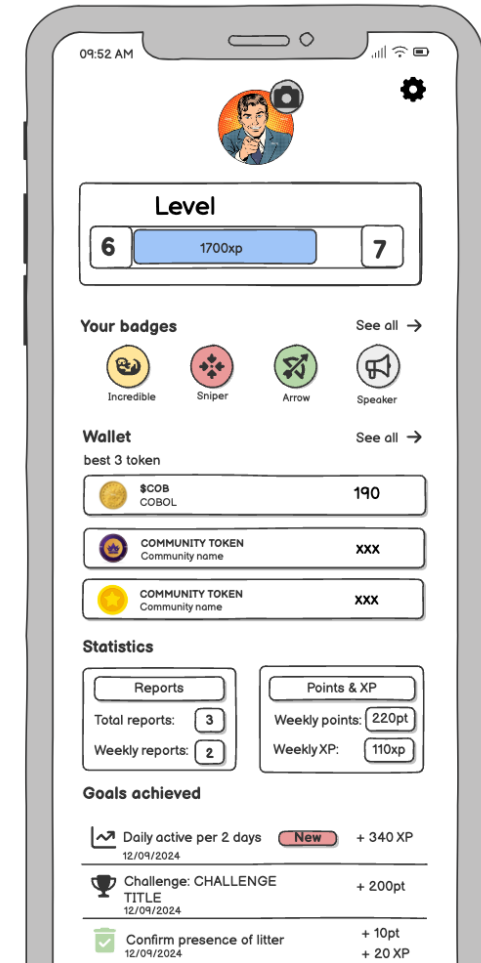 09:52 AM
Level
6 1700xp 7
Your badges See all →
Incredible Sniper Arrow Speaker
Wallet See all →
best 3 token
$COB 190
COBOL
COMMUNITY TOKEN xxx
Community name
COMMUNITY TOKEN xxx
Community name
Statistics
Reports
Total reports: 3
Weekly reports: 2
Points & XP
Weekly points: 220pt
Weekly XP: 110xp
Goals achieved
Daily active per 2 days New + 340 XP
12/09/2024
Challenge: CHALLENGE + 200pt
TITLE
12/09/2024
Confirm presence of litter + 10pt
12/09/2024 + 20 XP